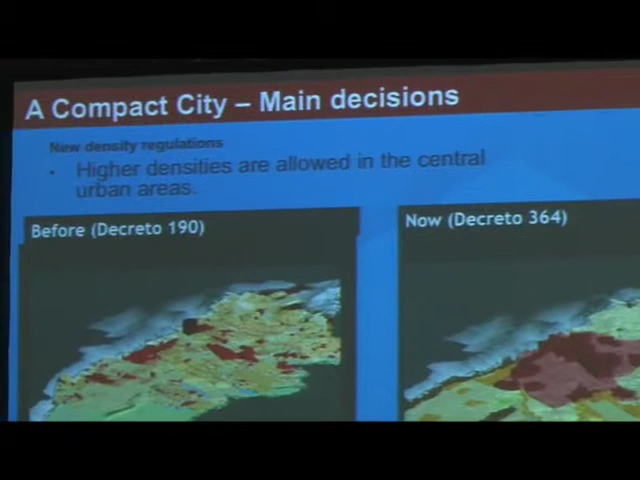 A Compact City – Main decisions
New density regulations
• Higher densities are allowed in the central
urban areas.
Before (Decreto 190)
Now (Decreto 364)